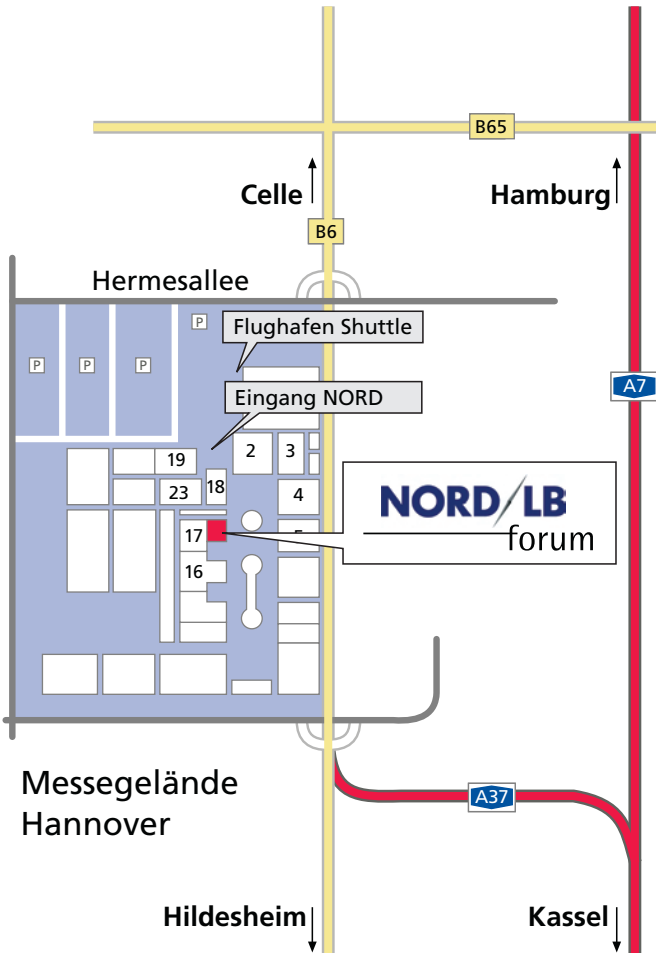 B65
Celle
Hamburg
B6
Hermesallee
P
Flughafen Shuttle
P
P
P
A7
Eingang NORD
2
3
19
18
23
4
NORD/LB
forum
17
5
16
Messegelände
Hannover
A37
Hildesheim
Kassel